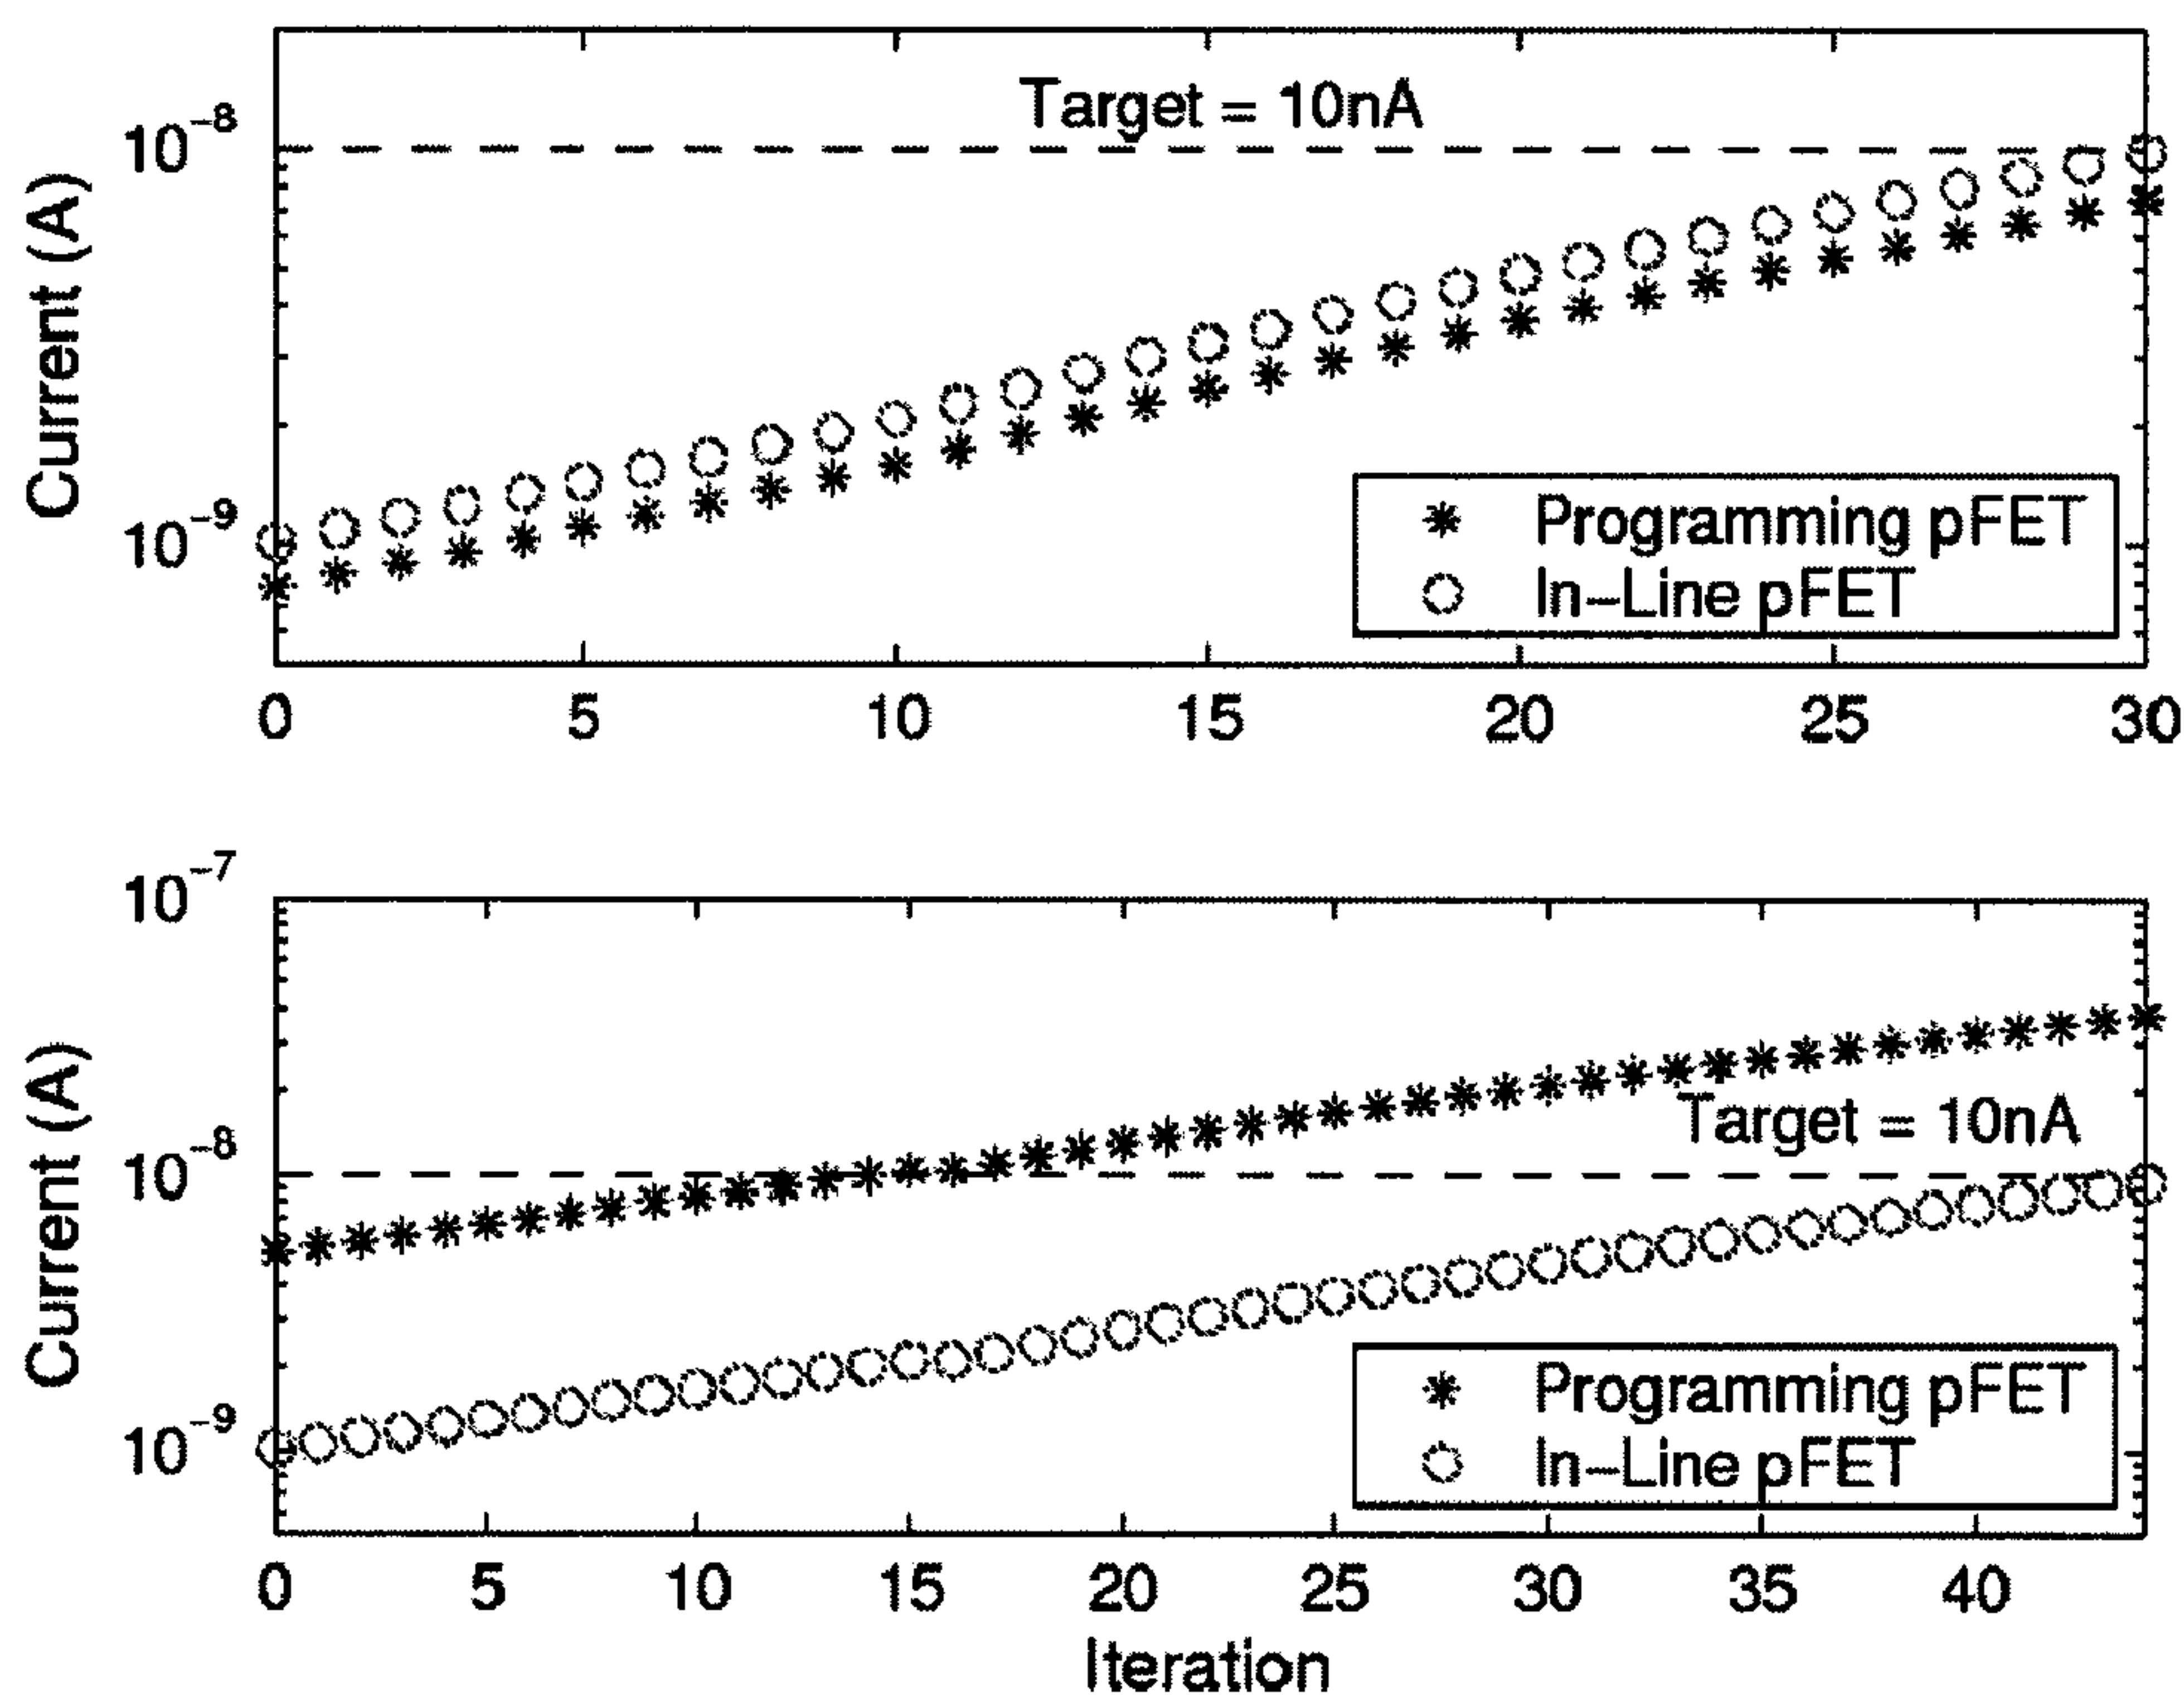 Target = 10nA
10⁻⁸
Current (A)
10⁻⁹
Programming pFET
In-Line pFET
0 5 10 15 20 25 30
10⁻⁷
Current (A)
Target = 10nA
10⁻⁸
Programming pFET
10⁻⁹
In-Line pFET
0 5 10 15 20 25 30 35 40
Iteration